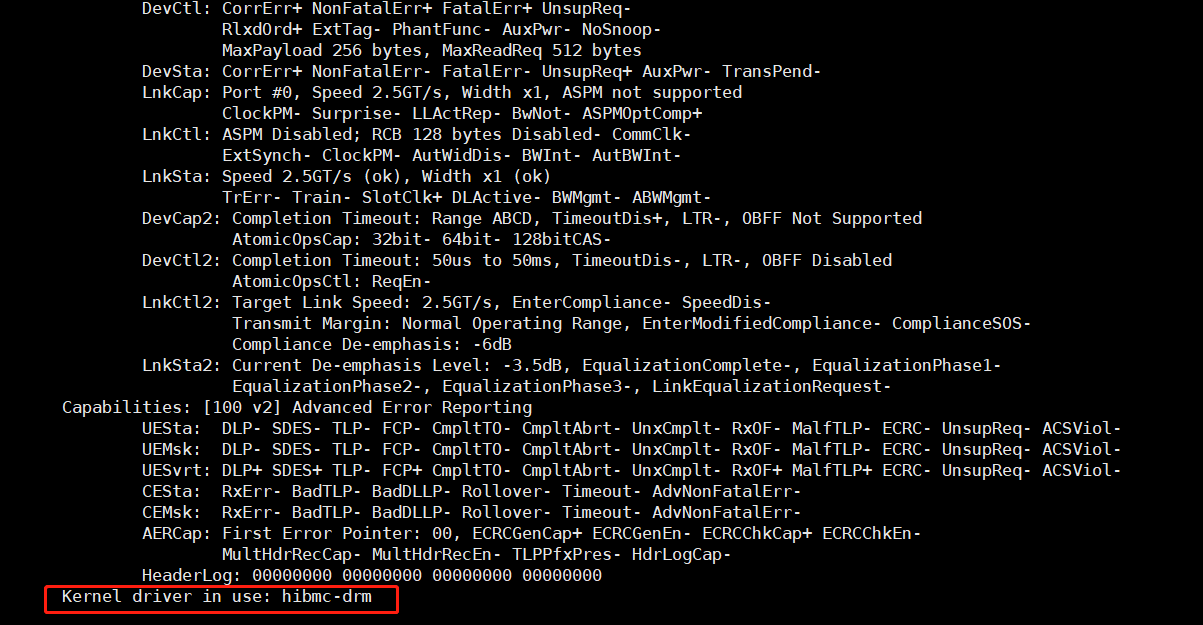 DevCtl: CorrErr+ NonFatalErr+ FatalErr+ UnsupReq-
RlxdOrd+ ExtTag- PhantFunc- AuxPwr- NoSnoop-
MaxPayload 256 bytes, MaxReadReq 512 bytes
DevSta: CorrErr+ NonFatalErr- FatalErr- UnsupReq+ AuxPwr- TransPend-
LnkCap: Port #0, Speed 2.5GT/s, Width x1, ASPM not supported
ClockPM- Surprise- LLActRep- BwNot- ASPMOptComp+
LnkCtl: ASPM Disabled; RCB 128 bytes Disabled- CommClk-
ExtSynch- ClockPM- AutWidDis- BWInt- AutBWInt-
LnkSta: Speed 2.5GT/s (ok), Width x1 (ok)
TrErr- Train- SlotClk+ DLActive- BWMgmt- ABWMgmt-
DevCap2: Completion Timeout: Range ABCD, TimeoutDis+, LTR-, OBFF Not Supported
AtomicOpsCap: 32bit- 64bit- 128bitCAS-
DevCtl2: Completion Timeout: 50us to 50ms, TimeoutDis-, LTR-, OBFF Disabled
AtomicOpsCtl: ReqEn-
LnkCtl2: Target Link Speed: 2.5GT/s, EnterCompliance- SpeedDis-
Transmit Margin: Normal Operating Range, EnterModifiedCompliance- ComplianceSOS-
Compliance De-emphasis: -6dB
LnkSta2: Current De-emphasis Level: -3.5dB, EqualizationComplete-, EqualizationPhase1-
EqualizationPhase2-, EqualizationPhase3-, LinkEqualizationRequest-
Capabilities: [100 v2] Advanced Error Reporting
UESta: DLP- SDES- TLP- FCP- CmpltTO- CmpltAbrt- UnxCmplt- RxOF- MalfTLP- ECRC- UnsupReq- ACSViol-
UEMsk: DLP- SDES- TLP- FCP- CmpltTO- CmpltAbrt- UnxCmplt- RxOF- MalfTLP- ECRC- UnsupReq- ACSViol-
UESvrt: DLP+ SDES+ TLP- FCP+ CmpltTO- CmpltAbrt- UnxCmplt- RxOF+ MalfTLP+ ECRC- UnsupReq- ACSViol-
CESta: RxErr- BadTLP- BadDLLP- Rollover- Timeout- AdvNonFatalErr-
CEMsk: RxErr- BadTLP- BadDLLP- Rollover- Timeout- AdvNonFatalErr-
AERCap: First Error Pointer: 00, ECRCGenCap+ ECRCGenEn- ECRCChkCap+ ECRCChkEn-
MultHdrRecCap- MultHdrRecEn- TLPPfxPres- HdrLogCap-
HeaderLog: 00000000 00000000 00000000 00000000
Kernel driver in use: hibmc-drm